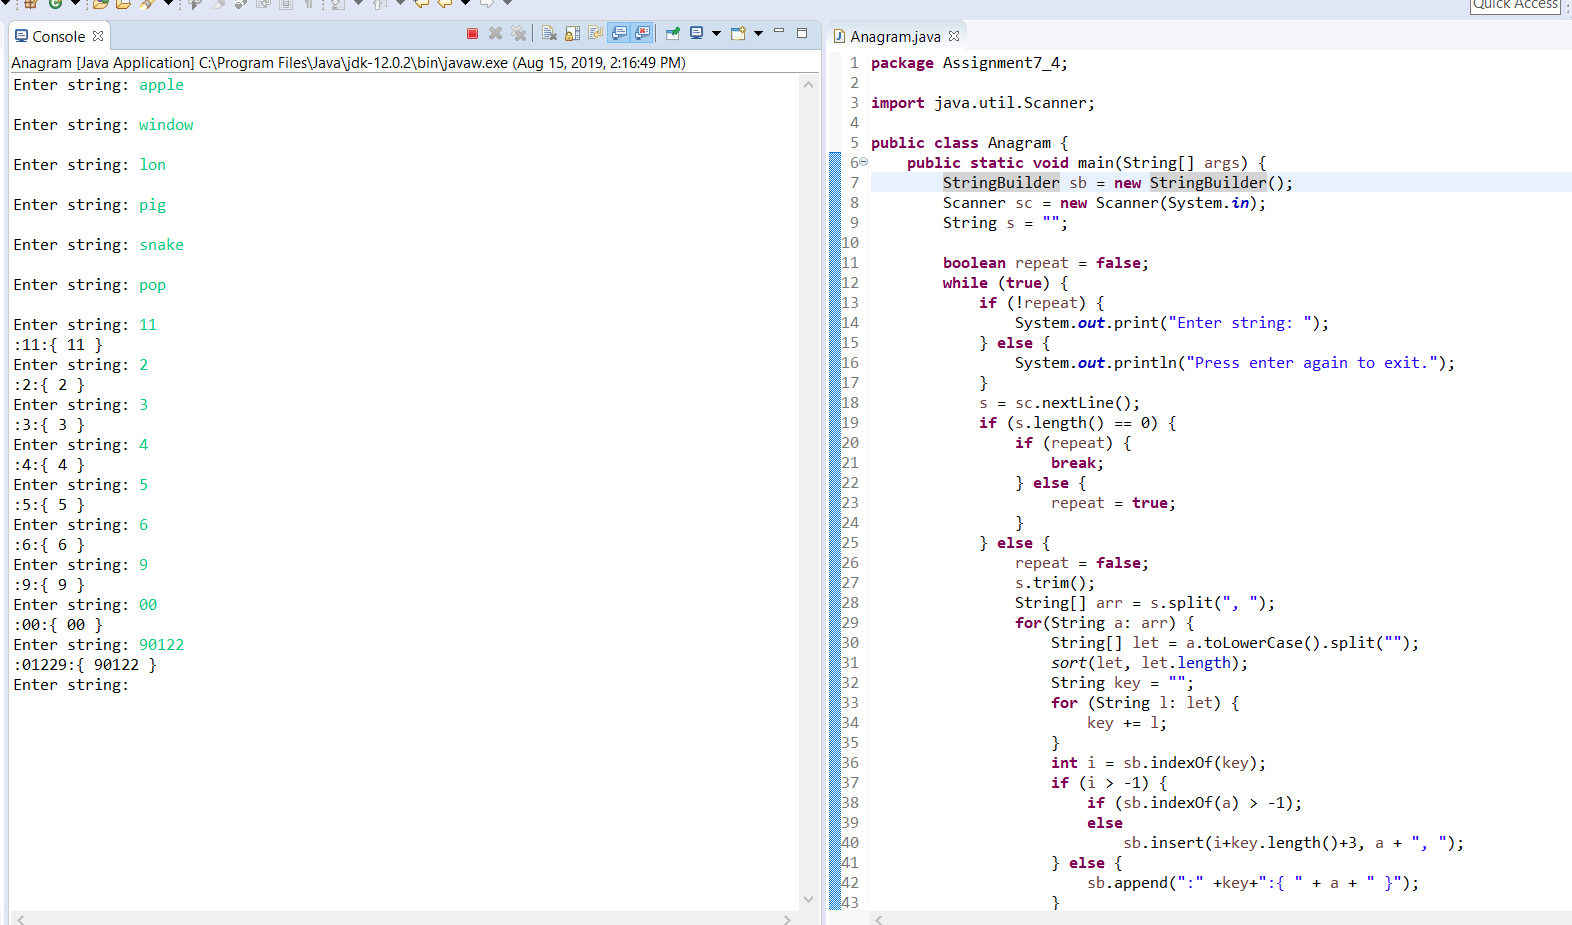 Quick Access
Console
Anagram [Java Application] C:\Program Files\Java\jdk-12.0.2\bin\javaw.exe (Aug 15, 2019, 2:16:49 PM)
Enter string: apple
Enter string: window
Enter string: lon
Enter string: pig
Enter string: snake
Enter string: pop
Enter string: 11
:11:{ 11 }
Enter string: 2
:2:{ 2 }
Enter string: 3
:3:{ 3 }
Enter string: 4
:4:{ 4 }
Enter string: 5
:5:{ 5 }
Enter string: 6
:6:{ 6 }
Enter string: 9
:9:{ 9 }
Enter string: 00
:00:{ 00 }
Enter string: 90122
:01229:{ 90122 }
Enter string:
Anagram.java
1 package Assignment7_4;
2
3 import java.util.Scanner;
4
5 public class Anagram {
6 public static void main(String[] args) {
7 StringBuilder sb = new StringBuilder();
8 Scanner sc = new Scanner(System.in);
9 String s = "";
10
11 boolean repeat = false;
12 while (true) {
13 if (!repeat) {
14 System.out.print("Enter string: ");
15 } else {
16 System.out.println("Press enter again to exit.");
17 }
18 s = sc.nextLine();
19 if (s.length() == 0) {
20 if (repeat) {
21 break;
22 } else {
23 repeat = true;
24 }
25 } else {
26 repeat = false;
27 s.trim();
28 String[] arr = s.split(", ");
29 for(String a: arr) {
30 String[] let = a.toLowerCase().split("");
31 sort(let, let.length);
32 String key = "";
33 for (String l: let) {
34 key += l;
35 }
36 int i = sb.indexOf(key);
37 if (i > -1) {
38 if (sb.indexOf(a) > -1);
39 else
40 sb.insert(i+key.length()+3, a + ", ");
41 } else {
42 sb.append(":" +key+":{ " + a + " }");
43 }